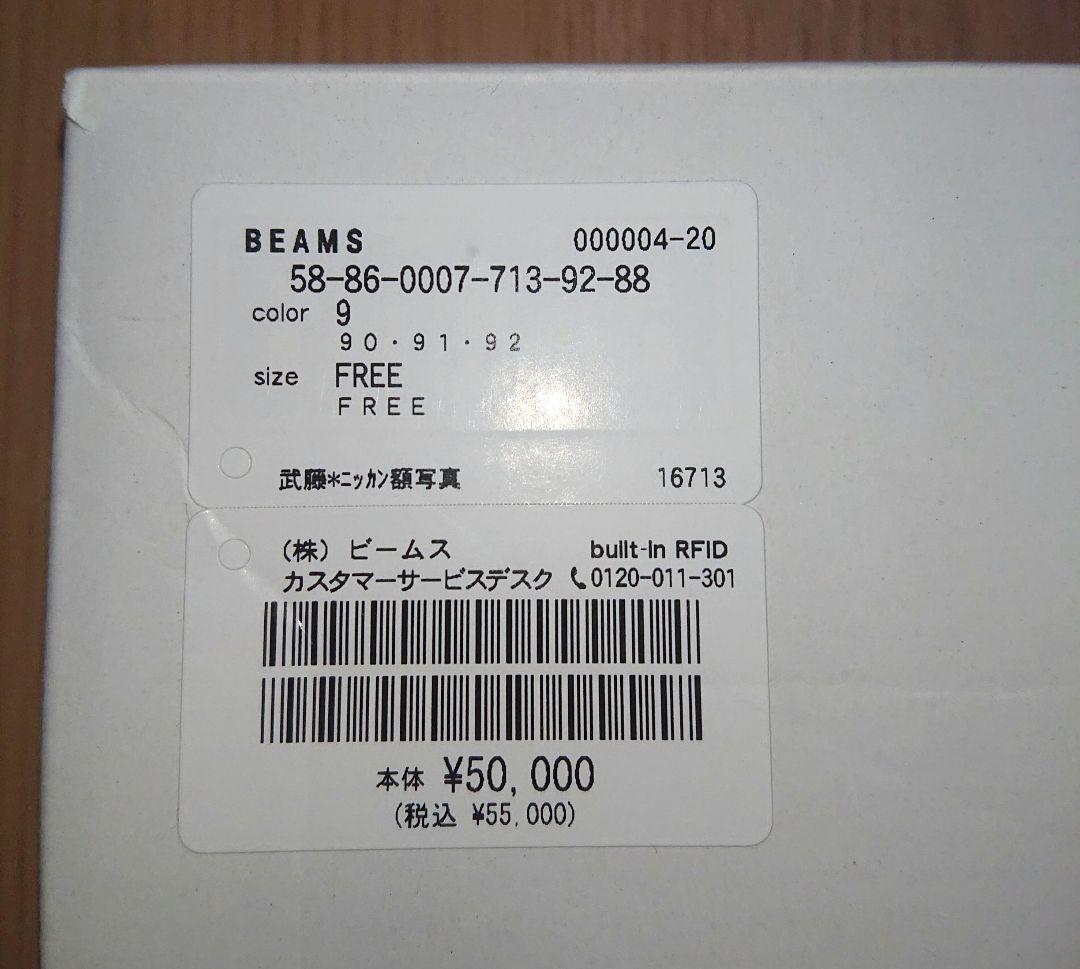 BEAMS 000004-20
58-86-0007-713-92-88
color 9
90・91・92
size FREE
FREE
武藤*ﾆｯｶﾝ額写真 16713
(株) ビームス built-in RFID
カスタマーサービスデスク 0120-011-301
本体 ¥50,000
(税込 ¥55,000)